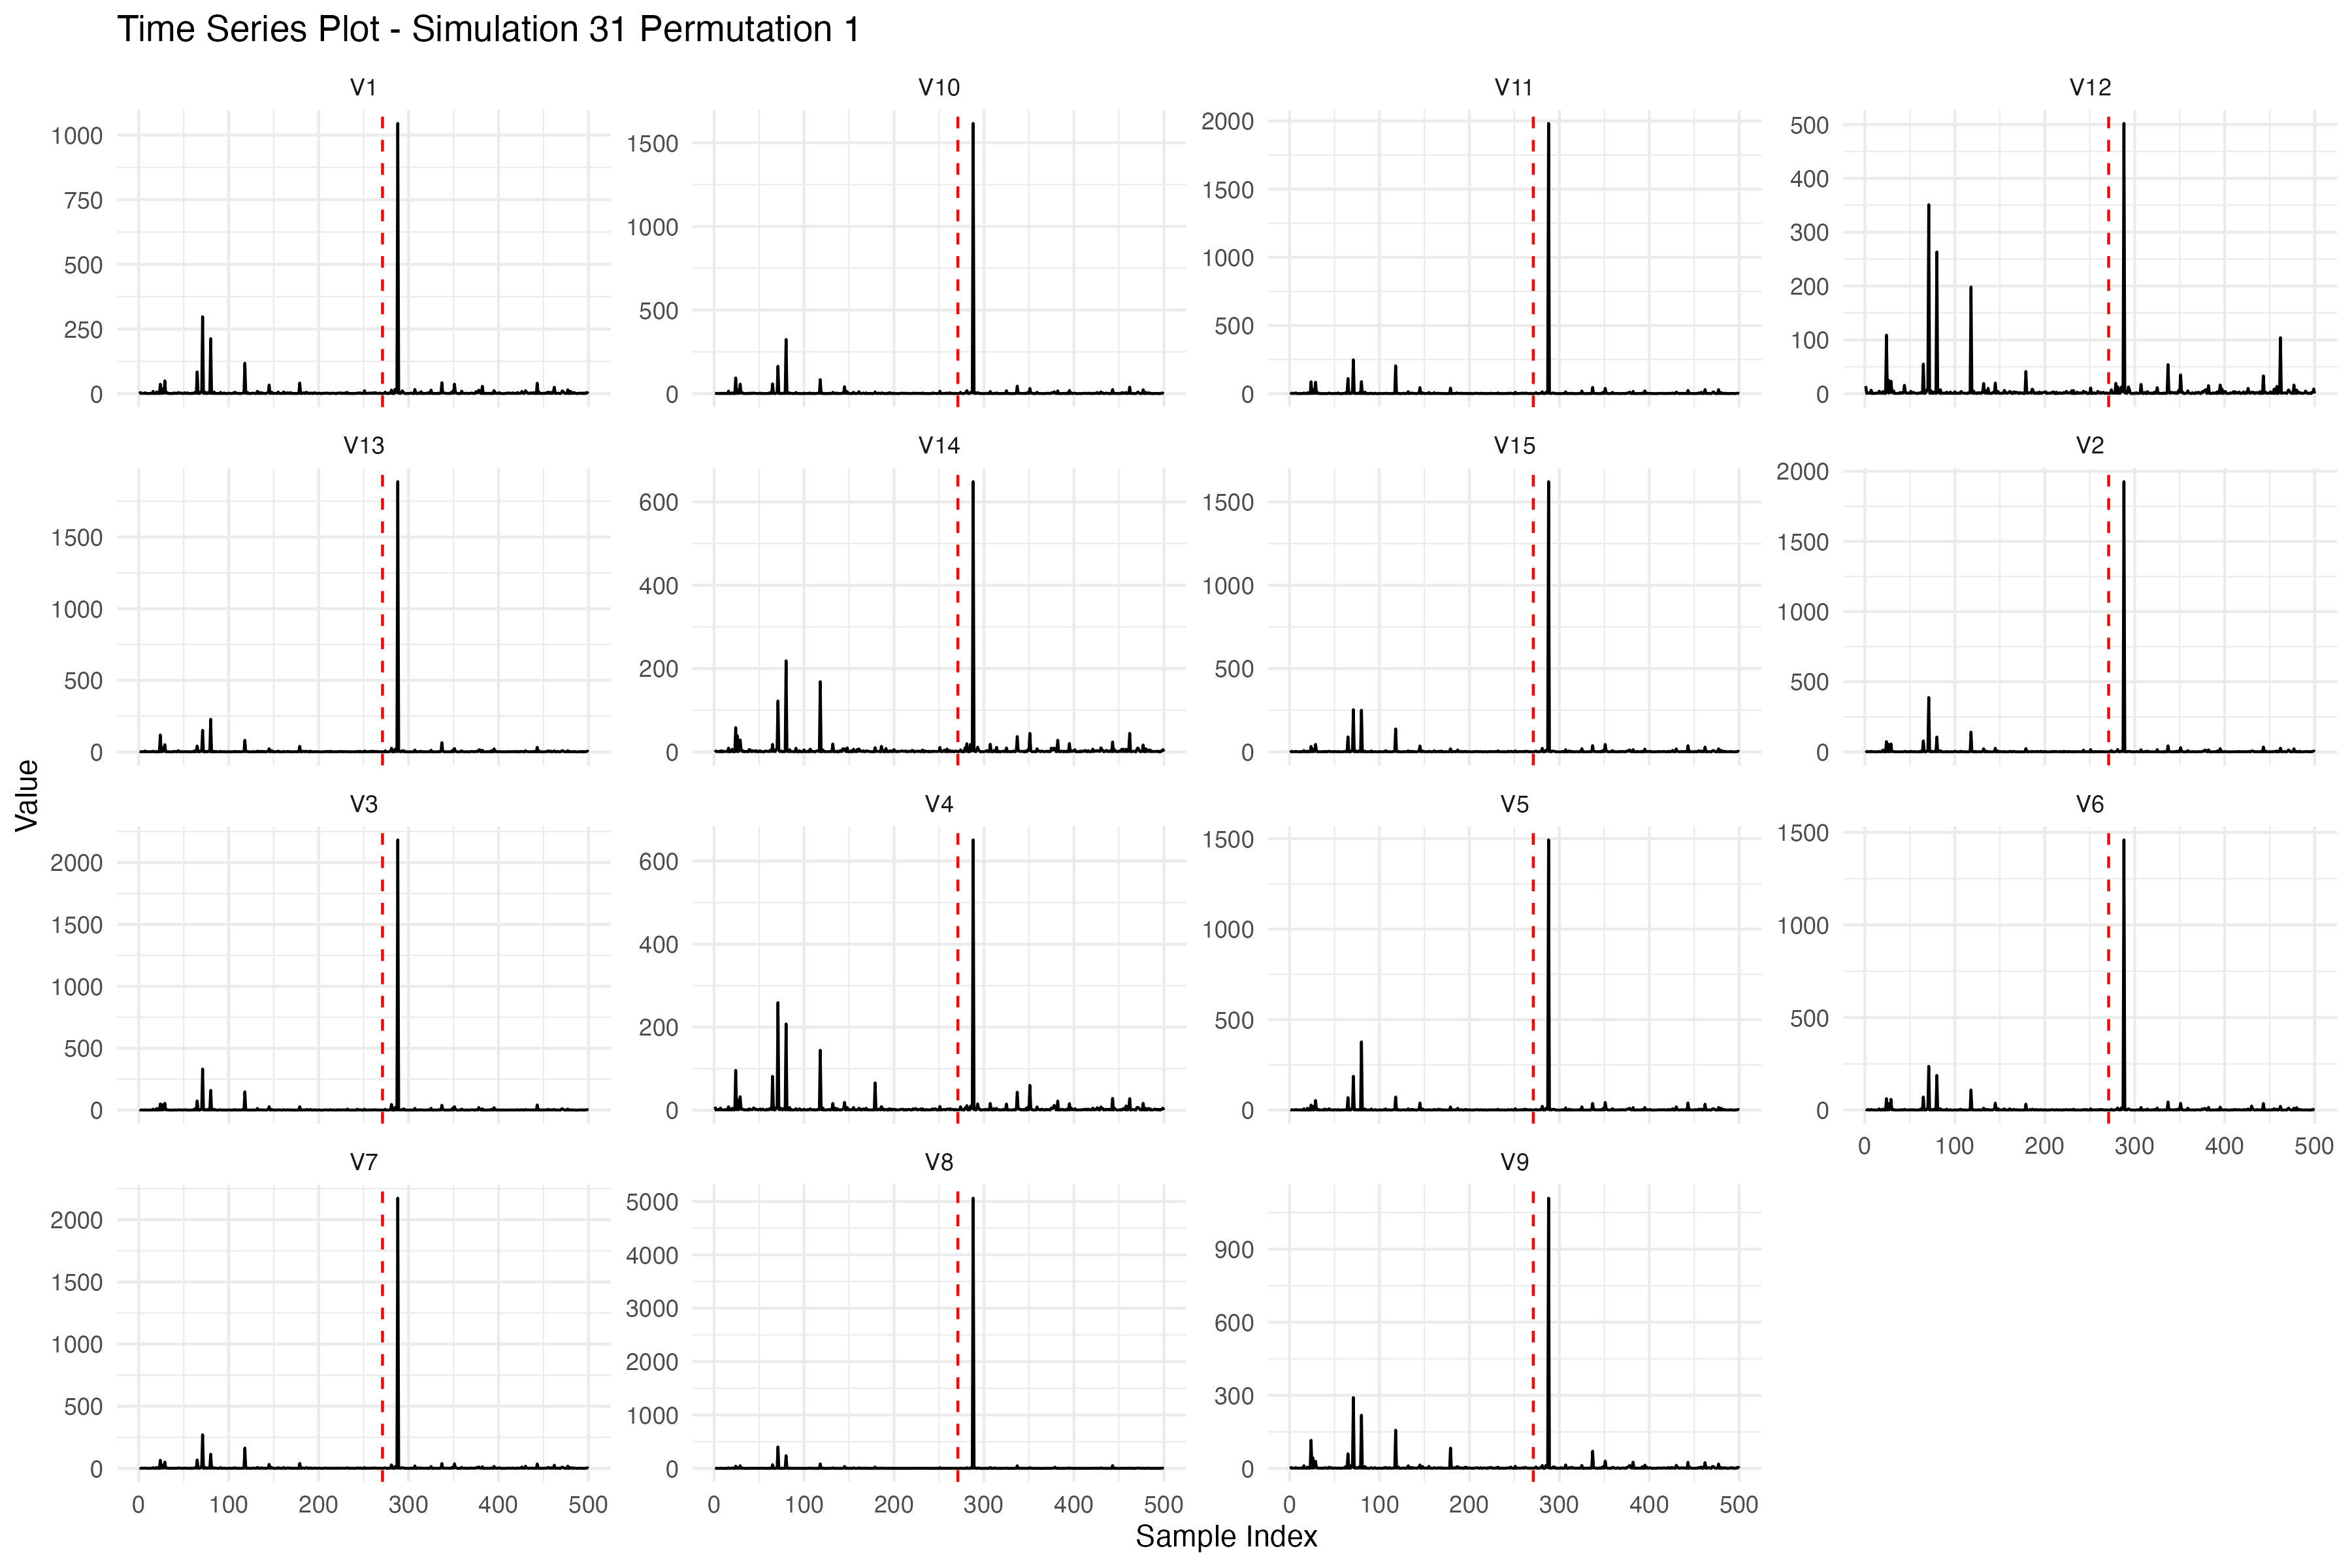 Time Series Plot - Simulation 31 Permutation 1
V1 V10 V11 V12
1000 750 500 250 0
1500 1000 500 0
2000 1500 1000 500 0
500 400 300 200 100 0
V13 V14 V15 V2
1500 1000 500 0
600 400 200 0
1500 1000 500 0
2000 1500 1000 500 0
Value
V3 V4 V5 V6
2000 1500 1000 500 0
600 400 200 0
1500 1000 500 0
1500 1000 500 0
0 100 200 300 400 500
V7 V8 V9
2000 1500 1000 500 0
5000 4000 3000 2000 1000 0
900 600 300 0
0 100 200 300 400 500
0 100 200 300 400 500
0 100 200 300 400 500
Sample Index